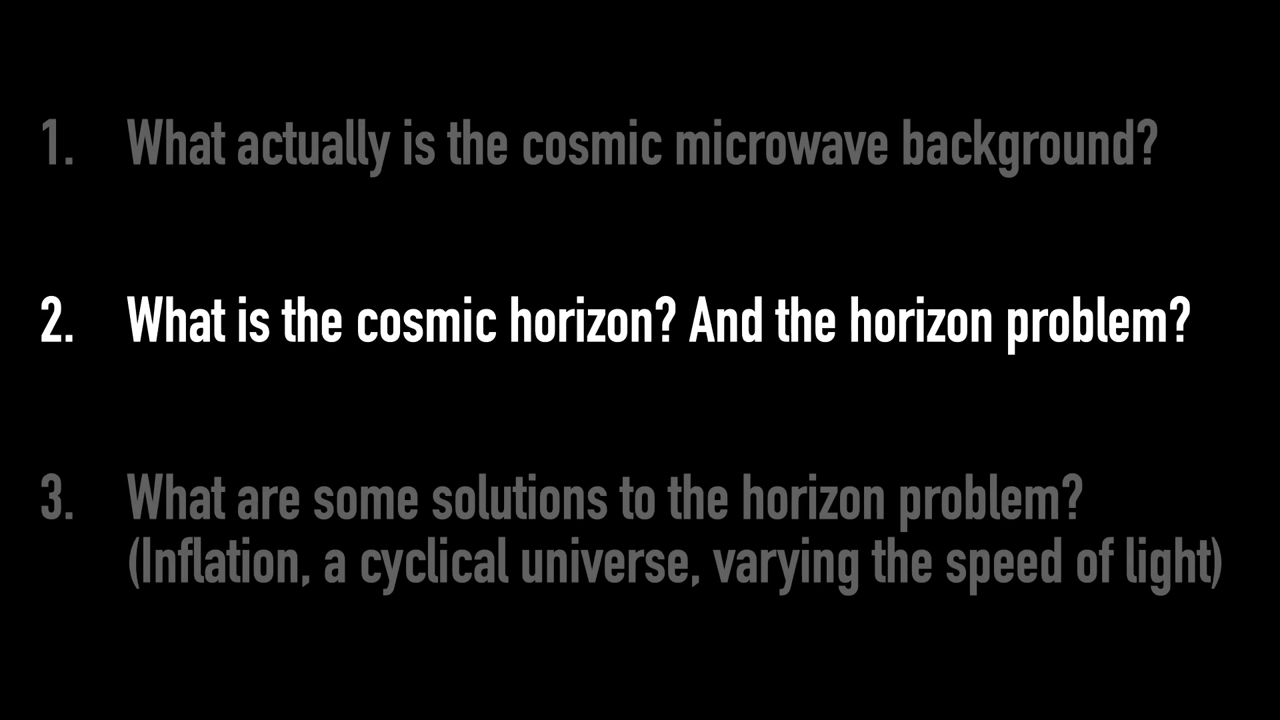 1. What actually is the cosmic microwave background?
2. What is the cosmic horizon? And the horizon problem?
3. What are some solutions to the horizon problem?
(Inflation, a cyclical universe, varying the speed of light)